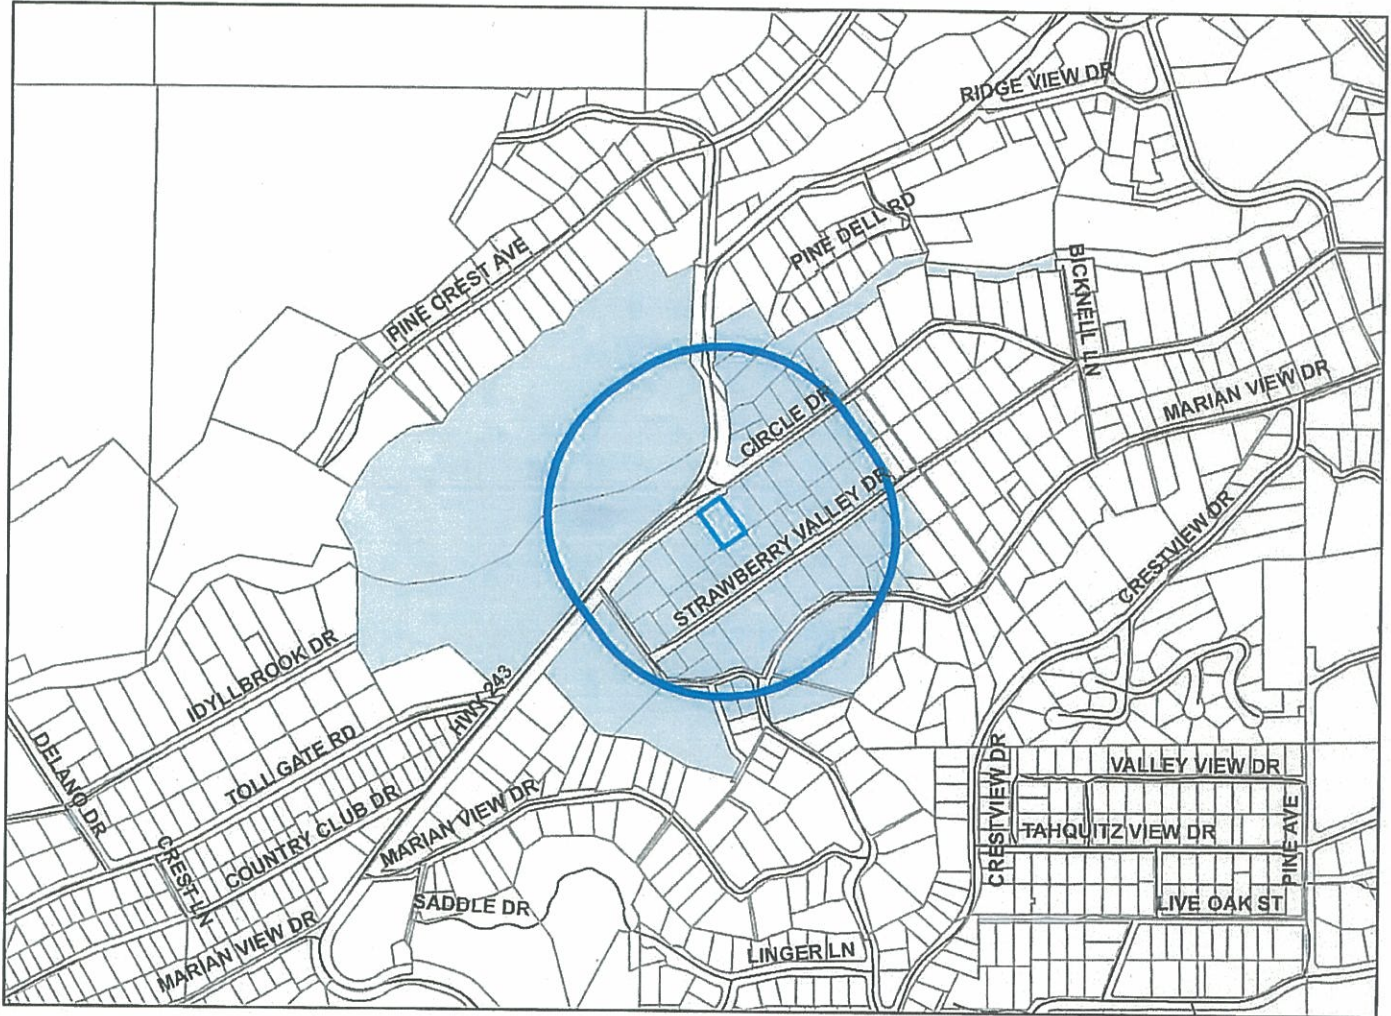 RIDGE VIEW DR
PINE DELL RD
PINE CREST AVE
BICKNELL LN
MARIAN VIEW DR
CIRCLE DR
STRAWBERRY VALLEY DR
CRESTVIEW DR
IDYLLBROOK DR
HWY 243
DELANO DR
TOLLGATE RD
COUNTRY CLUB DR
CREST LN
MARIAN VIEW DR
MARIAN VIEW DR
SADDLE DR
LINGER LN
CRESTVIEW DR
VALLEY VIEW DR
TAHQUITZ VIEW DR
PINE AVE
LIVE OAK ST